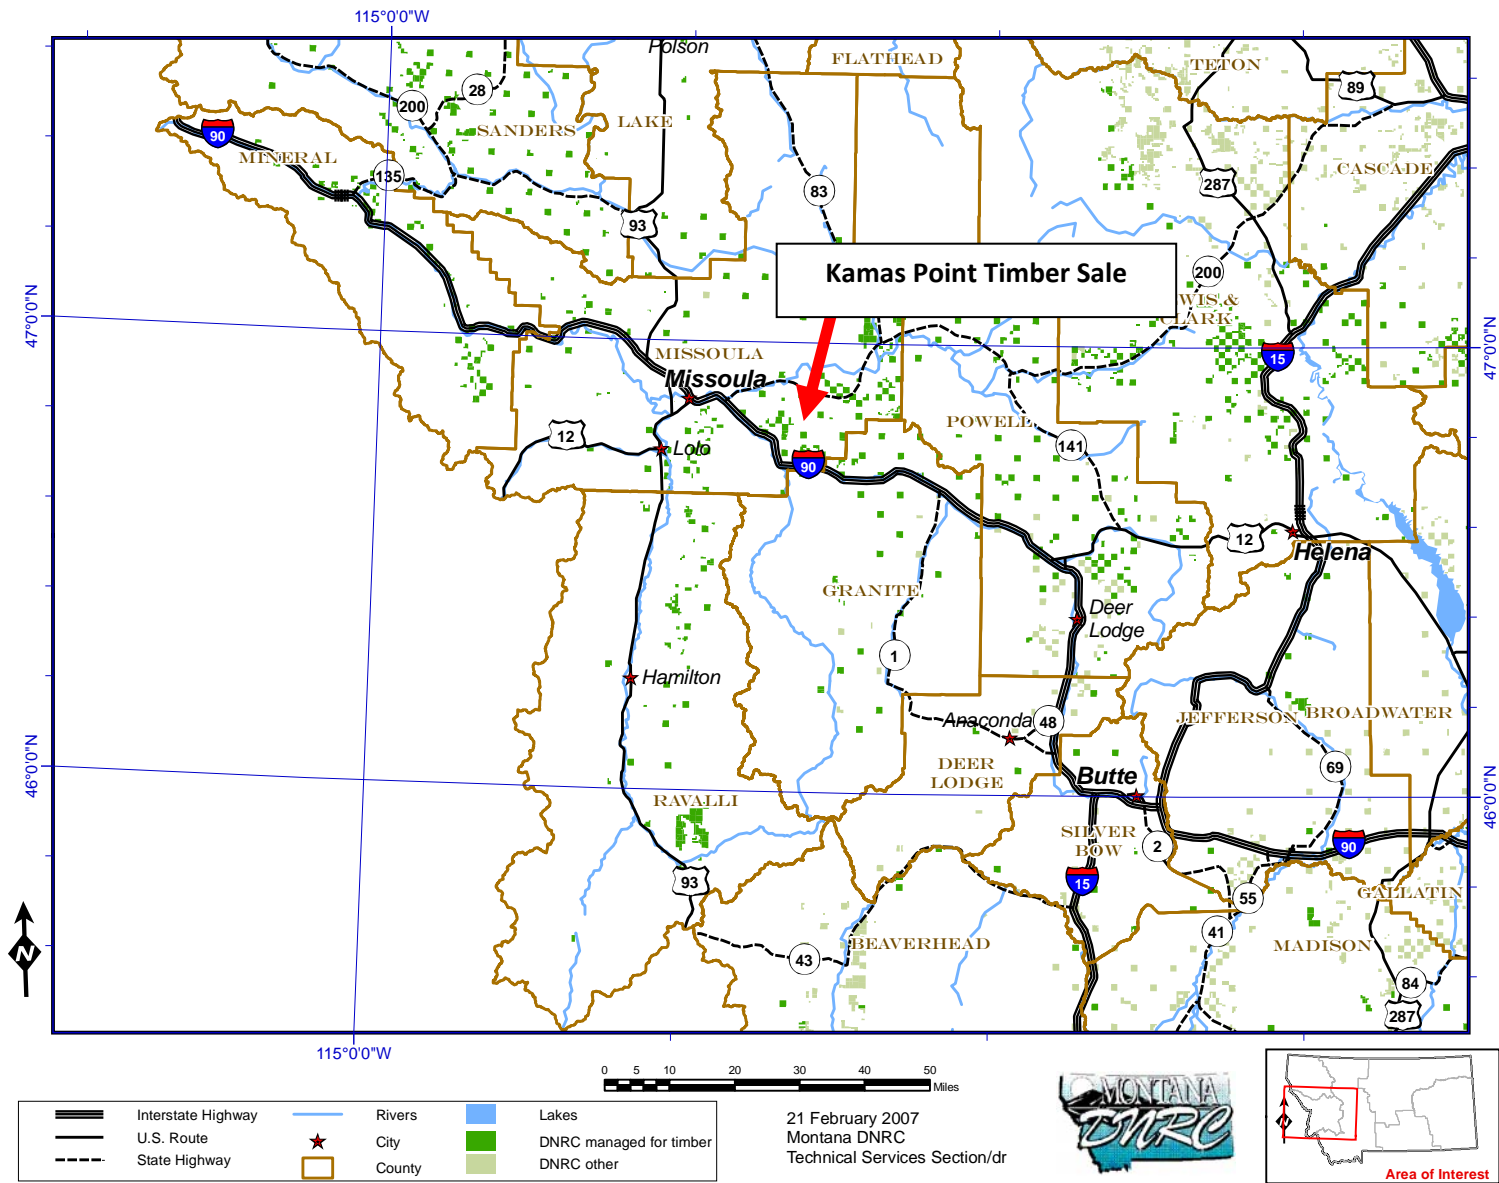 115°0'0"W
Polson
FLATHEAD
TETON
89
28
200
SANDERS
LAKE
90
MINERAL
135
83
CASCADE
287
93
200
Kamas Point Timber Sale
WIS &
CLARK
47°0'0"N
47°0'0"N
15
MISSOULA
Missoula
POWELL
12
Lolo
141
90
12
Helena
GRANITE
Deer
Lodge
1
Hamilton
Anaconda
48
JEFFERSON
BROADWATER
DEER
LODGE
69
Butte
46°0'0"N
46°0'0"N
RAVALLI
SILVER
BOW
2
90
93
15
55
GALLATIN
41
BEAVERHEAD
MADISON
43
84
287
N
115°0'0"W
0 5 10 20 30 40 50
Miles
Interstate Highway
U.S. Route
State Highway
Rivers
City
County
Lakes
DNRC managed for timber
DNRC other
21 February 2007
Montana DNRC
Technical Services Section/dr
MONTANA
DNRC
Area of Interest